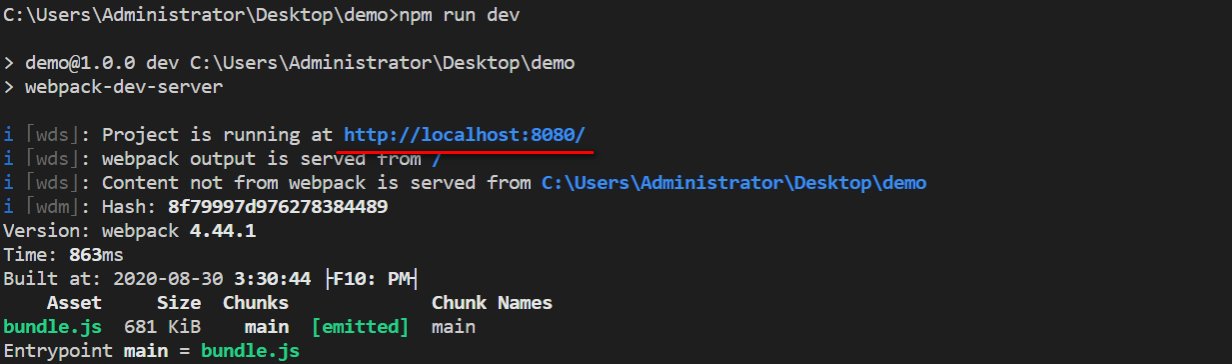 C:\Users\Administrator\Desktop\demo>npm run dev
> demo@1.0.0 dev C:\Users\Administrator\Desktop\demo
> webpack-dev-server
i ｢wds｣: Project is running at http://localhost:8080/
i ｢wds｣: webpack output is served from /
i ｢wds｣: Content not from webpack is served from C:\Users\Administrator\Desktop\demo
i ｢wdm｣: Hash: 8f79997d976278384489
Version: webpack 4.44.1
Time: 863ms
Built at: 2020-08-30 3:30:44 ├F10: PM┤
Asset Size Chunks Chunk Names
bundle.js 681 KiB main [emitted] main
Entrypoint main = bundle.js